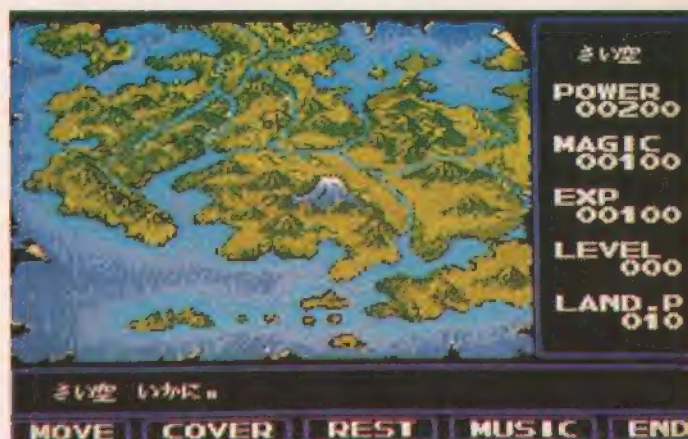 さい空
POWER
00200
MAGIC
00100
EXP
00100
LEVEL
000
LAND.P
010
さい空 いかに。
MOVE COVER REST MUSIC END